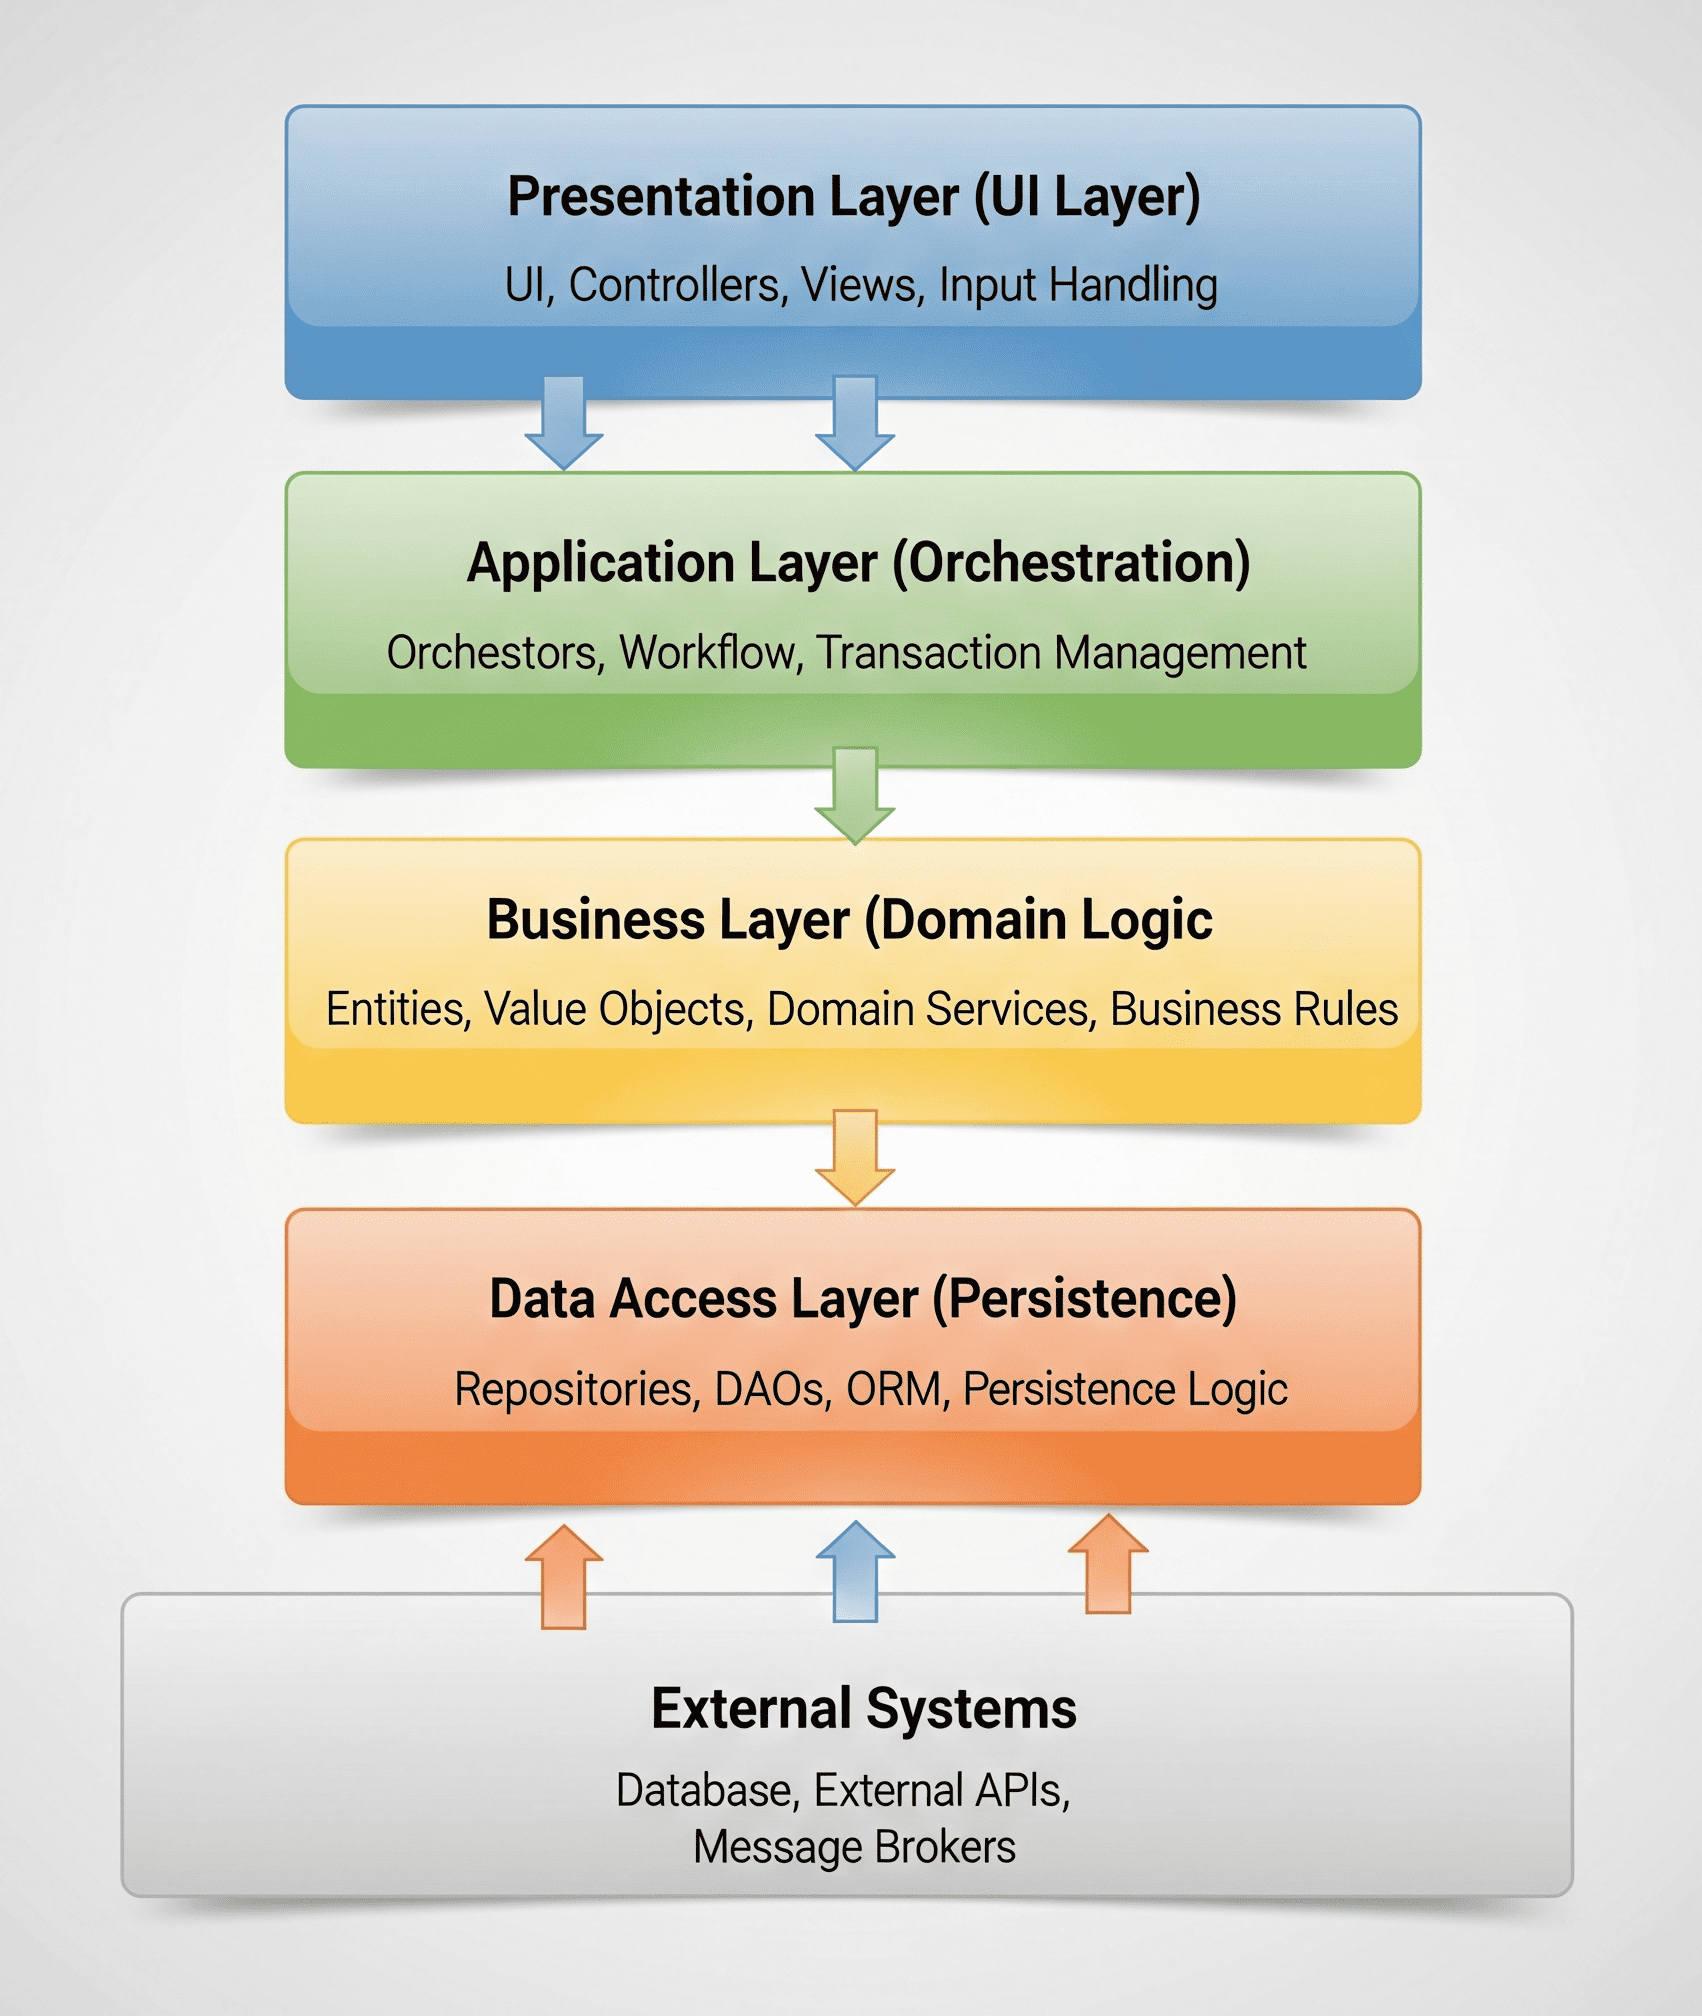 Presentation Layer (UI Layer)
UI, Controllers, Views, Input Handling
Application Layer (Orchestration)
Orchestors, Workflow, Transaction Management
Business Layer (Domain Logic
Entities, Value Objects, Domain Services, Business Rules
Data Access Layer (Persistence)
Repositories, DAOs, ORM, Persistence Logic
External Systems
Database, External APIs,
Message Brokers